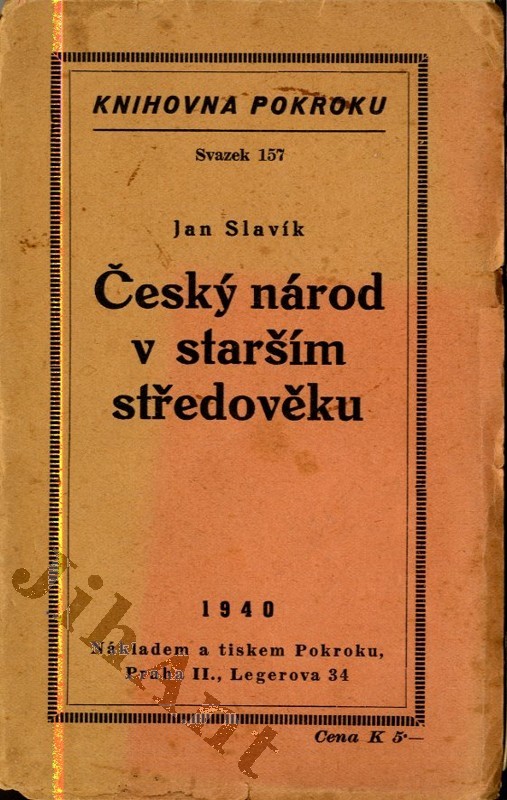 KNIHOVNA POKROKU
Svazek 157
Jan Slavík
Český národ
v starším
středověku
1940
Nákladem a tiskem Pokroku,
Praha II., Legerova 34
Cena K 5·—
JihAnt